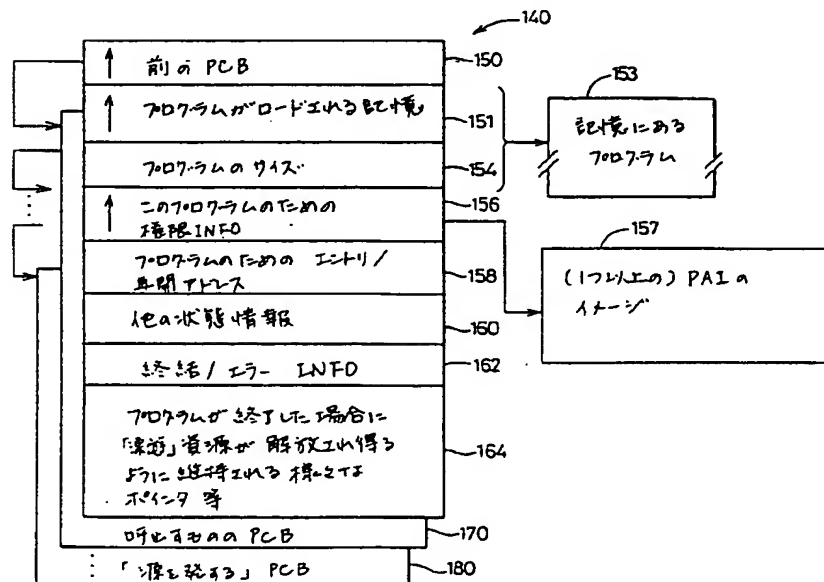 140
↑ 前の PCB
150
↑ プログラムがロードされる記憶
151
153
記憶にある
プログラム
プログラムのサイズ
154
↑ このプログラムのための
権限INFO
156
157
(1つ以上の) PAIの
イメージ
プログラムのための エントリ/
再開アドレス
158
他の状態情報
160
終結/エラー INFO
162
プログラムが終了した場合に
「漂遊」資源が解放され得る
ように維持される様々な
ポインタ 等
164
呼出すものの PCB
170
「源を発する」PCB
180